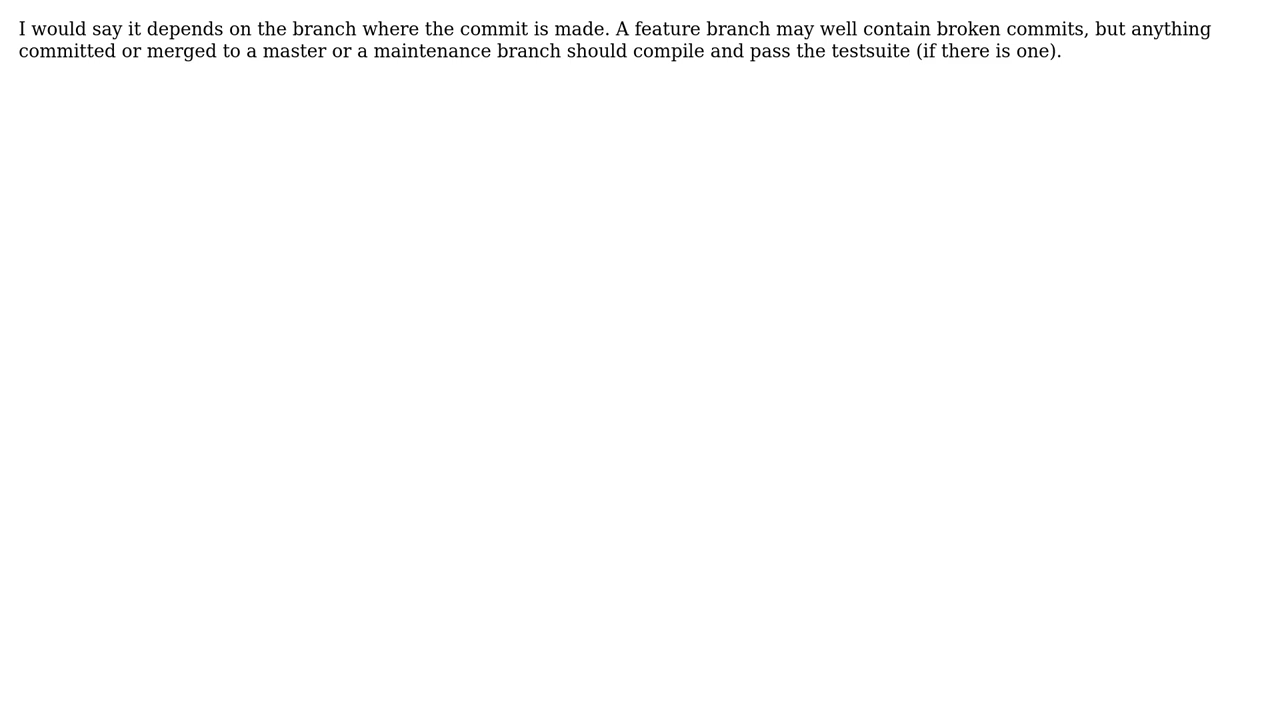 I would say it depends on the branch where the commit is made. A feature branch may well contain broken commits, but anything
committed or merged to a master or a maintenance branch should compile and pass the testsuite (if there is one).